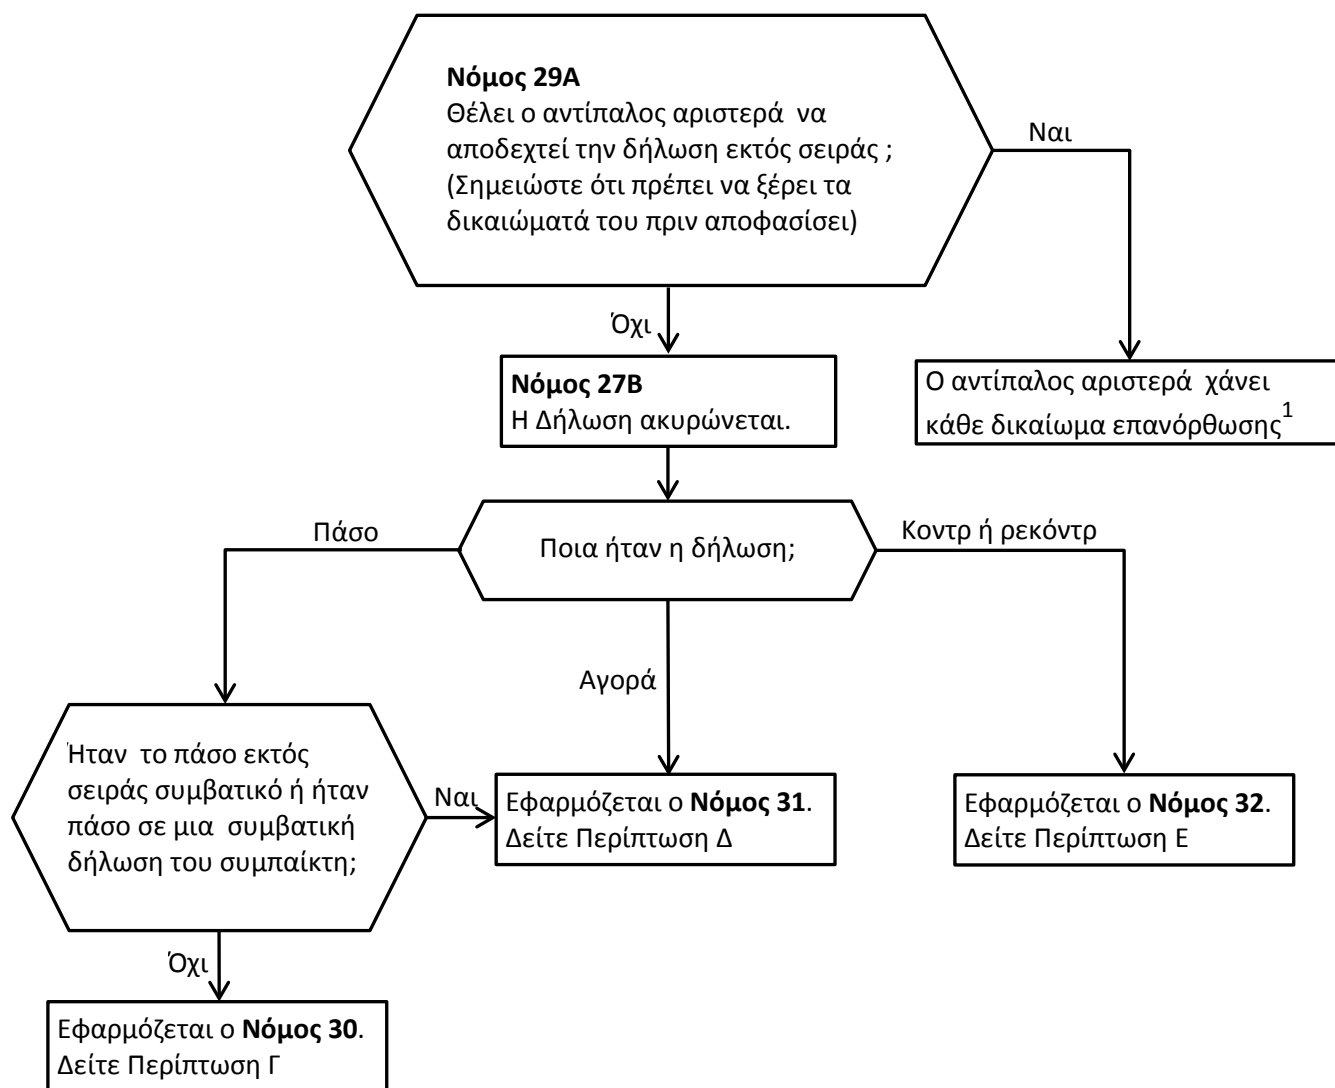 Νόμος 29Α
Θέλει ο αντίπαλος αριστερά να
αποδεχτεί την δήλωση εκτός σειράς ;
(Σημειώστε ότι πρέπει να ξέρει τα
δικαιώματά του πριν αποφασίσει)
Ναι
Όχι
Νόμος 27Β
Η Δήλωση ακυρώνεται.
Ο αντίπαλος αριστερά χάνει
κάθε δικαίωμα επανόρθωσης1
Πάσο
Ποια ήταν η δήλωση;
Κοντρ ή ρεκόντρ
Αγορά
Ήταν το πάσο εκτός
σειράς συμβατικό ή ήταν
πάσο σε μια συμβατική
δήλωση του συμπαίκτη;
Ναι
Εφαρμόζεται ο Νόμος 31.
Δείτε Περίπτωση Δ
Εφαρμόζεται ο Νόμος 32.
Δείτε Περίπτωση Ε
Όχι
Εφαρμόζεται ο Νόμος 30.
Δείτε Περίπτωση Γ